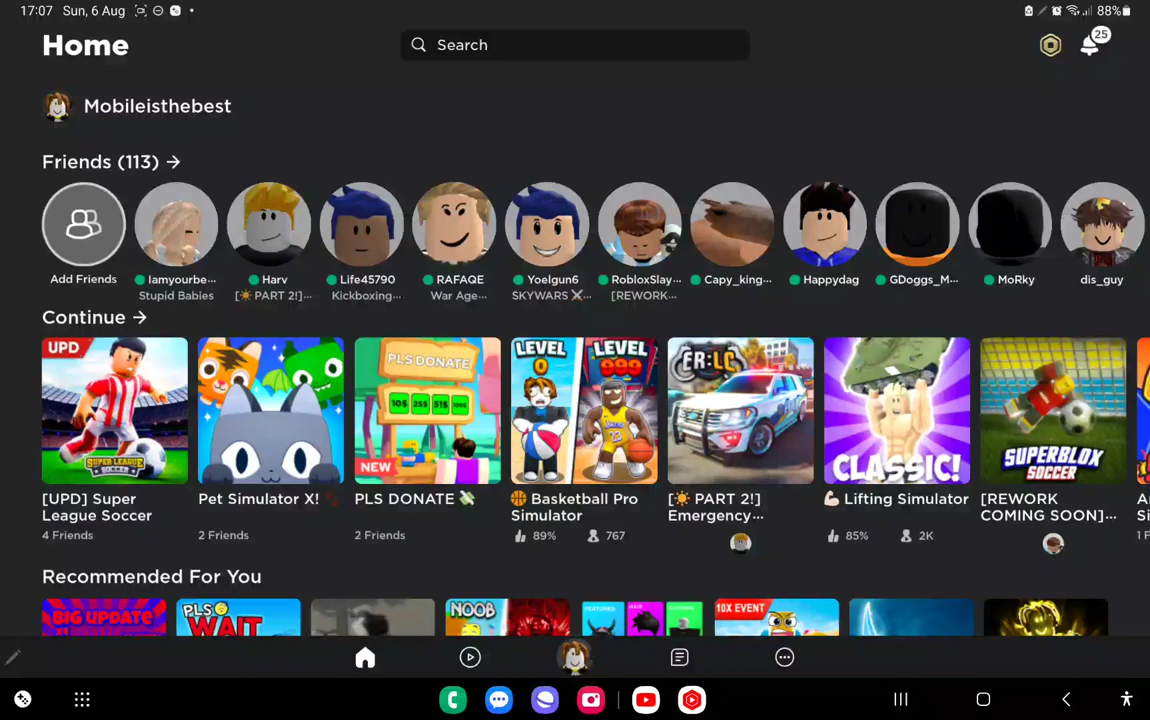 17:07 Sun, 6 Aug
88%
Home
Search
25
Mobileisthebest
Friends (113) →
Add Friends
Iamyourbe...
Stupid Babies
Harv
[☀️PART 2!]...
Life45790
Kickboxing...
RAFAQE
War Age...
Yoelgun6
SKYWARS ⚔️...
RobloxSlay...
[REWORK...
Capy_king...
Happydag
GDoggs_M...
MoRky
dis_guy
Continue →
UPD
SUPER LEAGUE
SOCCER
PLS DONATE
10$ 25$ 51$ 100$
NEW
LEVEL
0
LEVEL
999
ER:LC
CLASSIC!
SUPERBLOX
SOCCER
[UPD] Super
League Soccer
4 Friends
Pet Simulator X! 🐾
2 Friends
PLS DONATE 💸
2 Friends
🏀 Basketball Pro
Simulator
89% 767
[☀️ PART 2!]
Emergency...
💪🏻 Lifting Simulator
85% 2K
[REWORK
COMING SOON]...
1 F
Recommended For You
BIG UPDATE
PLS
WAIT
NOOB
FEATURED
HAIR
10X EVENT